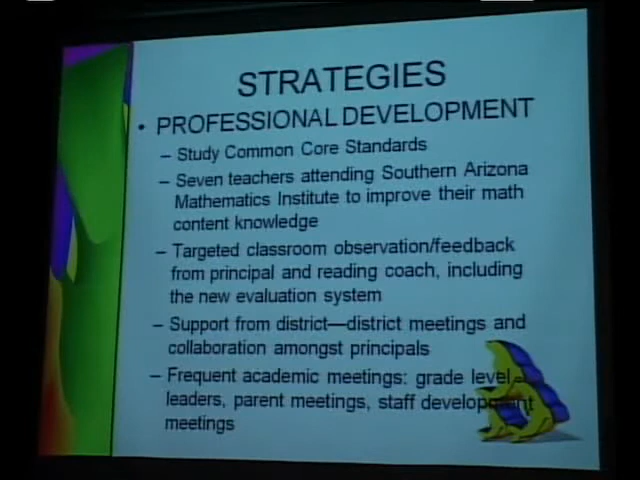 STRATEGIES
• PROFESSIONAL DEVELOPMENT
– Study Common Core Standards
– Seven teachers attending Southern Arizona
Mathematics Institute to improve their math
content knowledge
– Targeted classroom observation/feedback
from principal and reading coach, including
the new evaluation system
– Support from district—district meetings and
collaboration amongst principals
– Frequent academic meetings: grade level
leaders, parent meetings, staff development
meetings